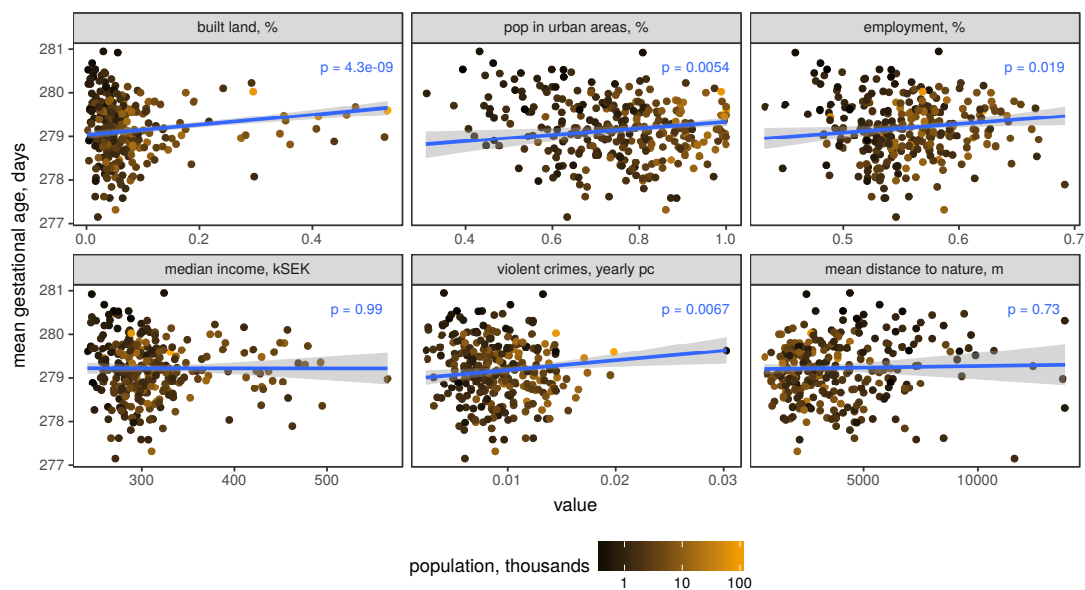 built land, %
pop in urban areas, %
employment, %
mean gestational age, days
281
280
279
278
277
p = 4.3e-09
p = 0.0054
p = 0.019
0.0
0.2
0.4
0.4
0.6
0.8
1.0
0.5
0.6
0.7
median income, kSEK
violent crimes, yearly pc
mean distance to nature, m
281
280
279
278
277
p = 0.99
p = 0.0067
p = 0.73
300
400
500
0.01
0.02
0.03
5000
10000
value
population, thousands
1
10
100